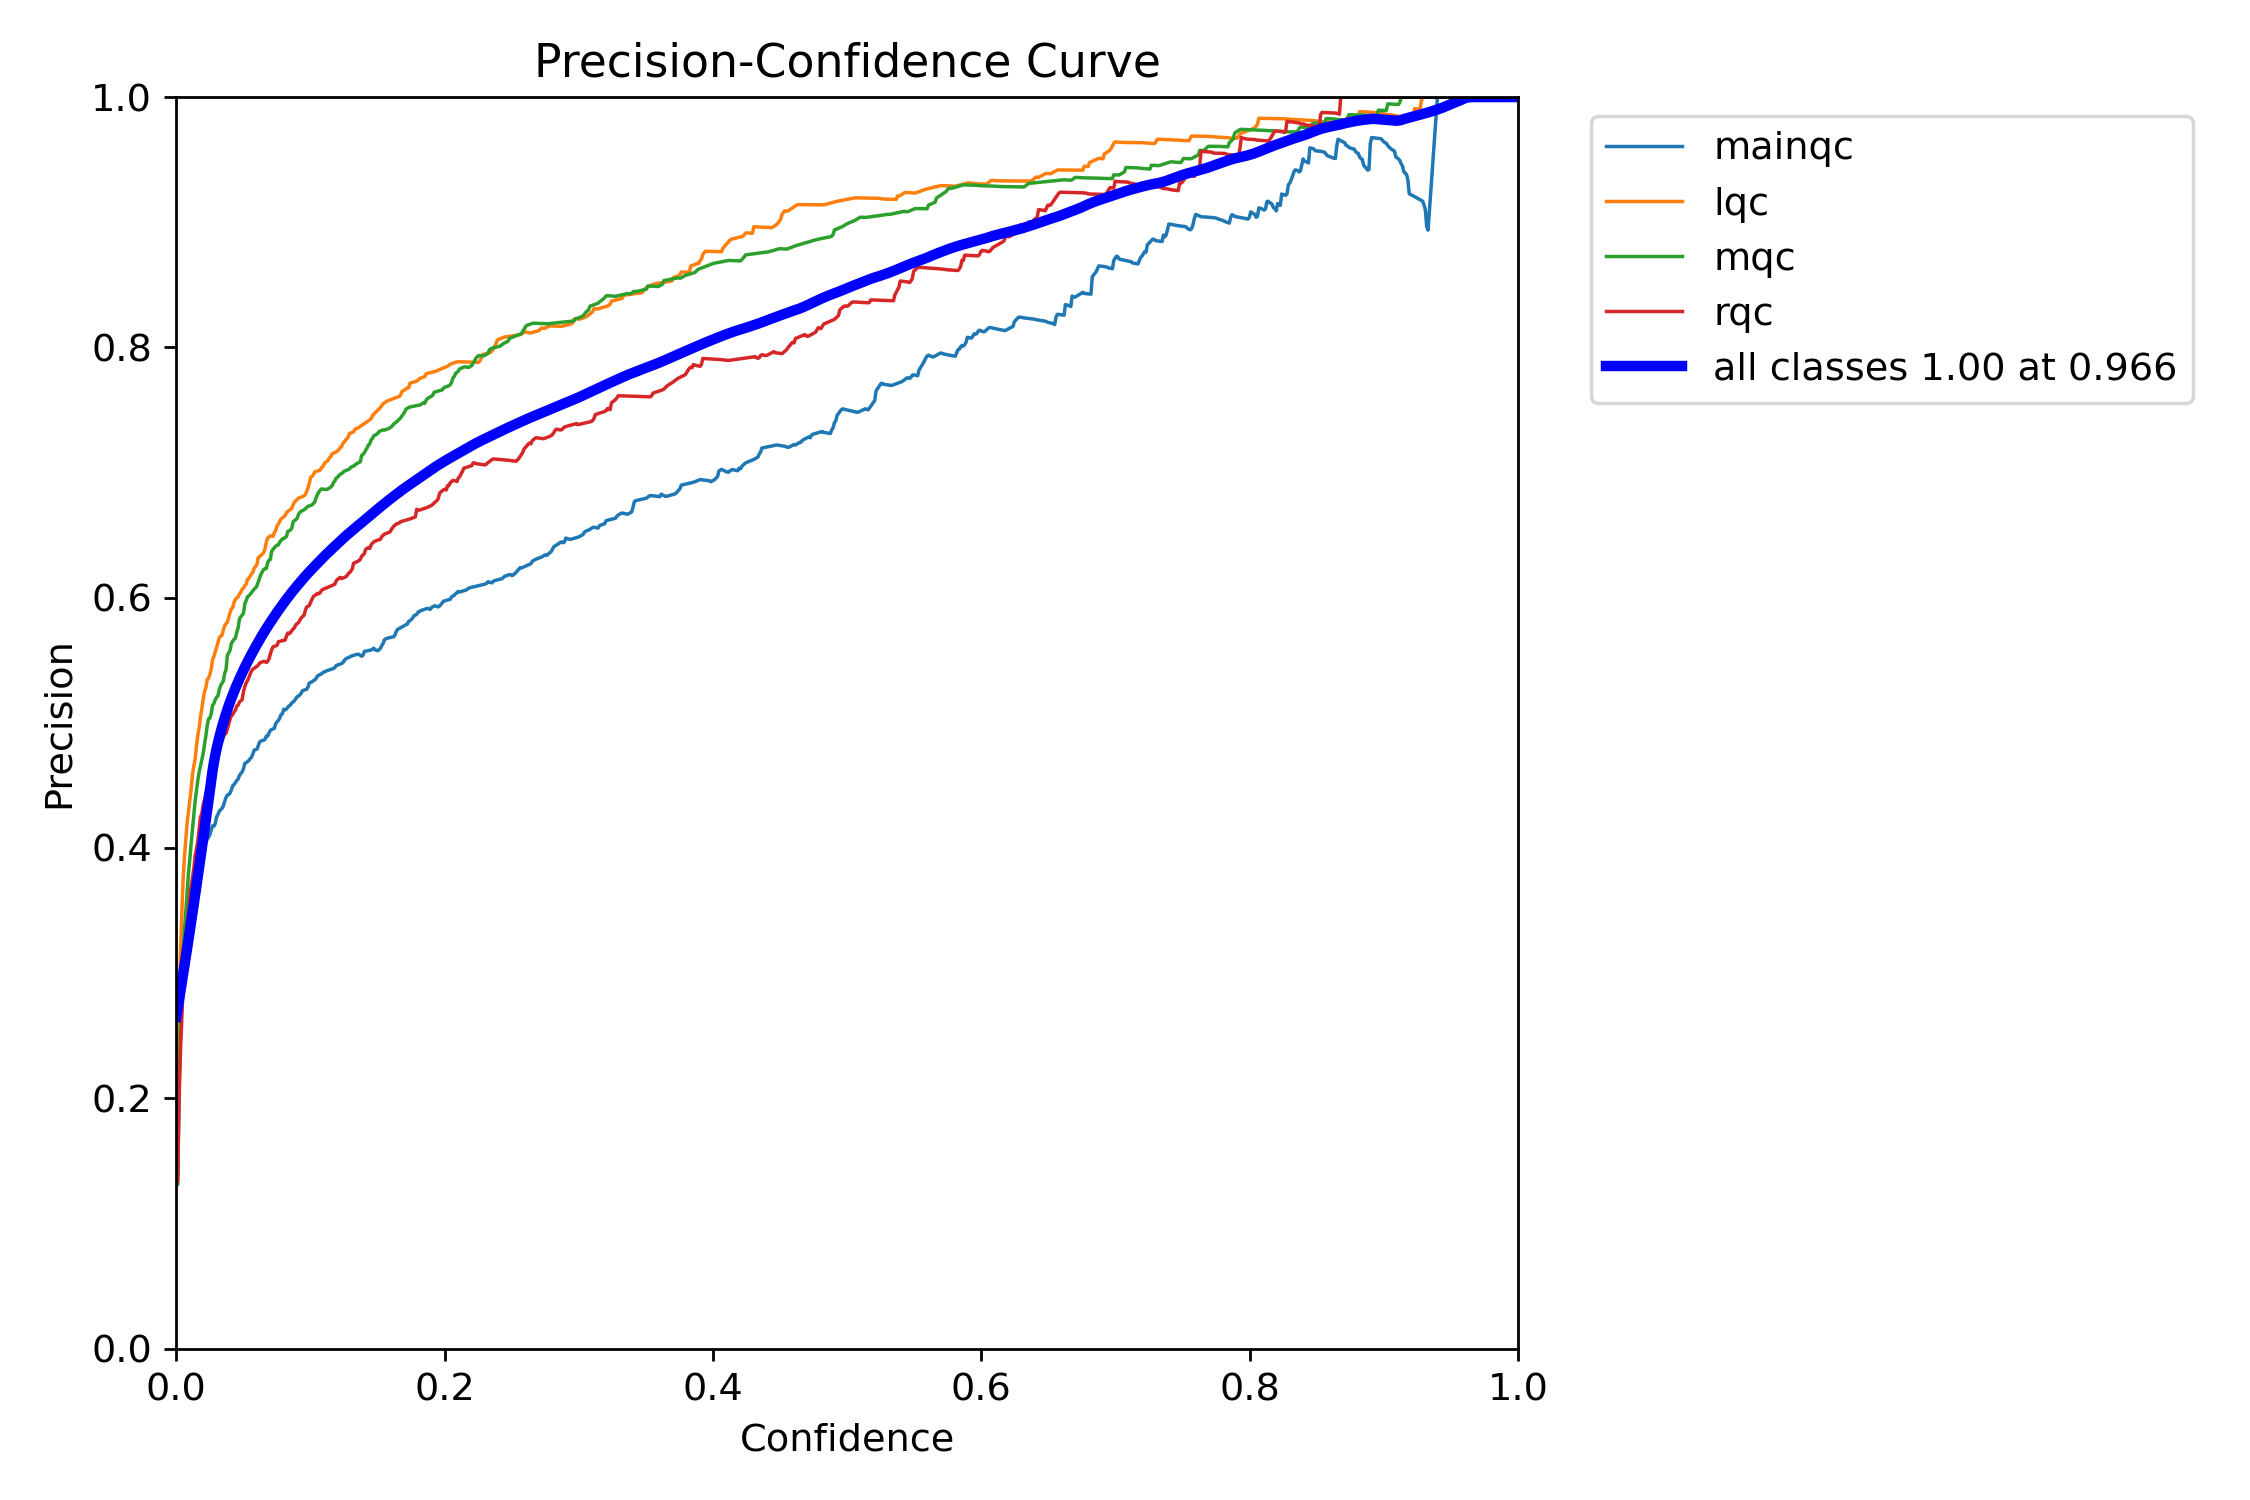 Precision-Confidence Curve
1.0
0.8
0.6
0.4
0.2
0.0
Precision
0.0 0.2 0.4 0.6 0.8 1.0
Confidence
mainqc
lqc
mqc
rqc
all classes 1.00 at 0.966